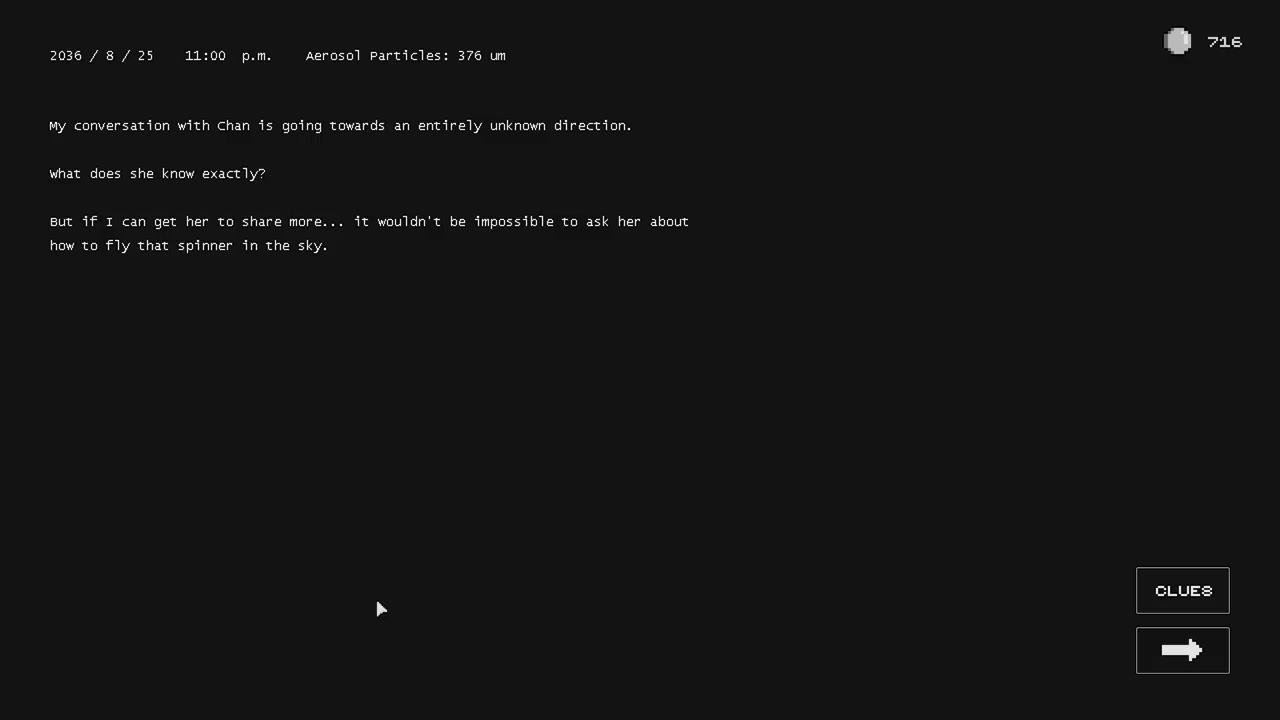 2036 / 8 / 25 11:00 p.m. Aerosol Particles: 376 um
716
My conversation with Chan is going towards an entirely unknown direction.
What does she know exactly?
But if I can get her to share more... it wouldn't be impossible to ask her about
how to fly that spinner in the sky.
CLUES